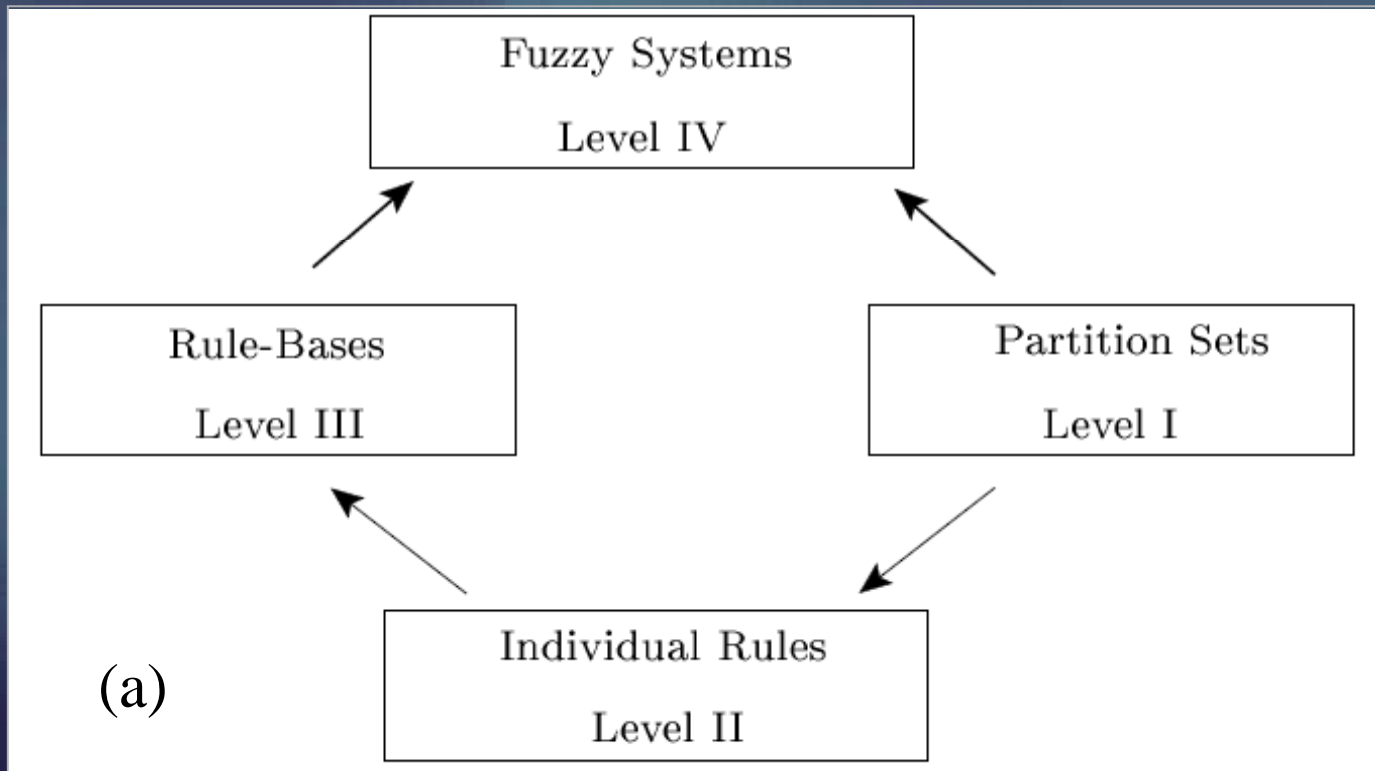 Fuzzy Systems
Level IV
Rule-Bases
Level III
Partition Sets
Level I
Individual Rules
Level II
(a)